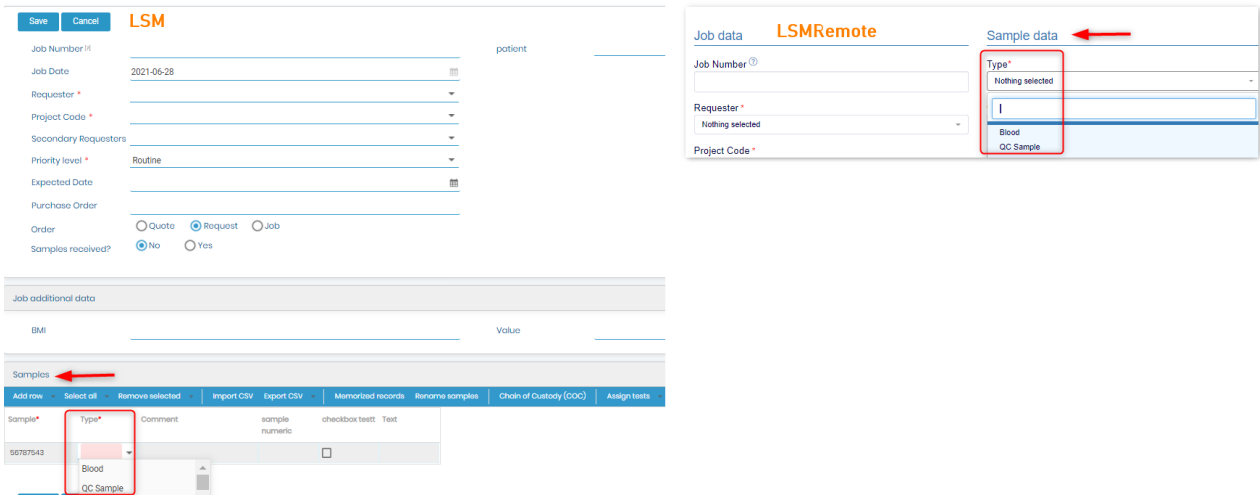 Save Cancel LSM
Job Number [?] patient
Job Date 2021-06-28
Requester *
Project Code *
Secondary Requesters
Priority level * Routine
Expected Date
Purchase Order
Order Quote Request Job
Samples received? No Yes
Job additional data
BMI Value
Samples
Add row Select all Remove selected Import CSV Export CSV Memorized records Rename samples Chain of Custody (COC) Assign tests
Sample* Type* Comment sample numeric checkbox testt Text
56787543
Blood
QC Sample
Job data LSMRemote Sample data
Job Number ? Type*
Nothing selected
Requester *
Nothing selected
Blood
QC Sample
Project Code *